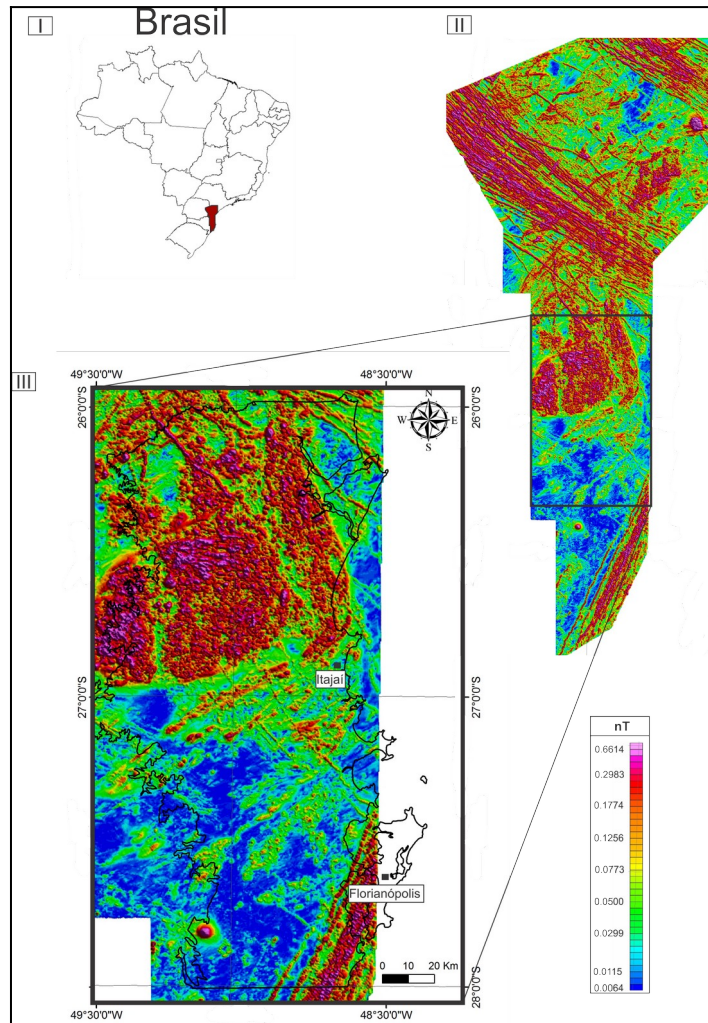 Brasil
I
II
III
49°30'0"W
48°30'0"W
26°0'0"S
26°0'0"S
N
W
E
S
Itajaí
27°0'0"S
27°0'0"S
Florianópolis
0 10 20 Km
28°0'0"S
49°30'0"W
48°30'0"W
nT
0.6614
0.2983
0.1774
0.1256
0.0773
0.0500
0.0299
0.0115
0.0064